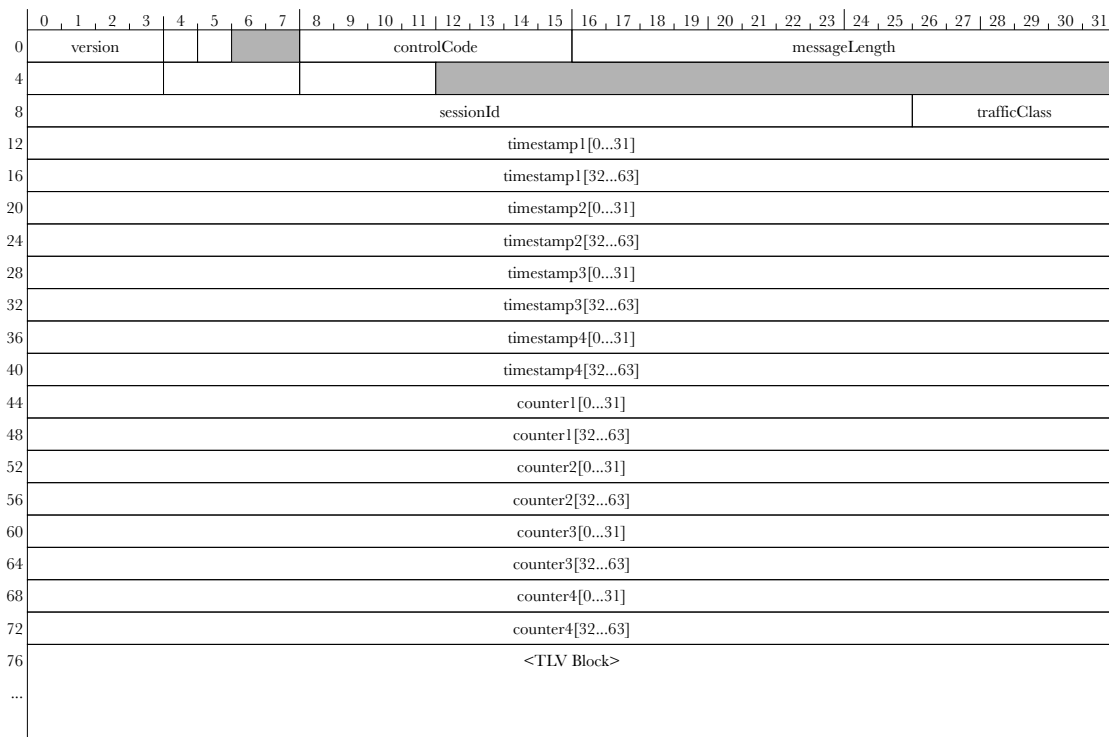 0 1 2 3 4 5 6 7 8 9 10 11 12 13 14 15 16 17 18 19 20 21 22 23 24 25 26 27 28 29 30 31
0 version controlCode messageLength
4
8 sessionId trafficClass
12 timestamp1[0...31]
16 timestamp1[32...63]
20 timestamp2[0...31]
24 timestamp2[32...63]
28 timestamp3[0...31]
32 timestamp3[32...63]
36 timestamp4[0...31]
40 timestamp4[32...63]
44 counter1[0...31]
48 counter1[32...63]
52 counter2[0...31]
56 counter2[32...63]
60 counter3[0...31]
64 counter3[32...63]
68 counter4[0...31]
72 counter4[32...63]
76 <TLV Block>
...